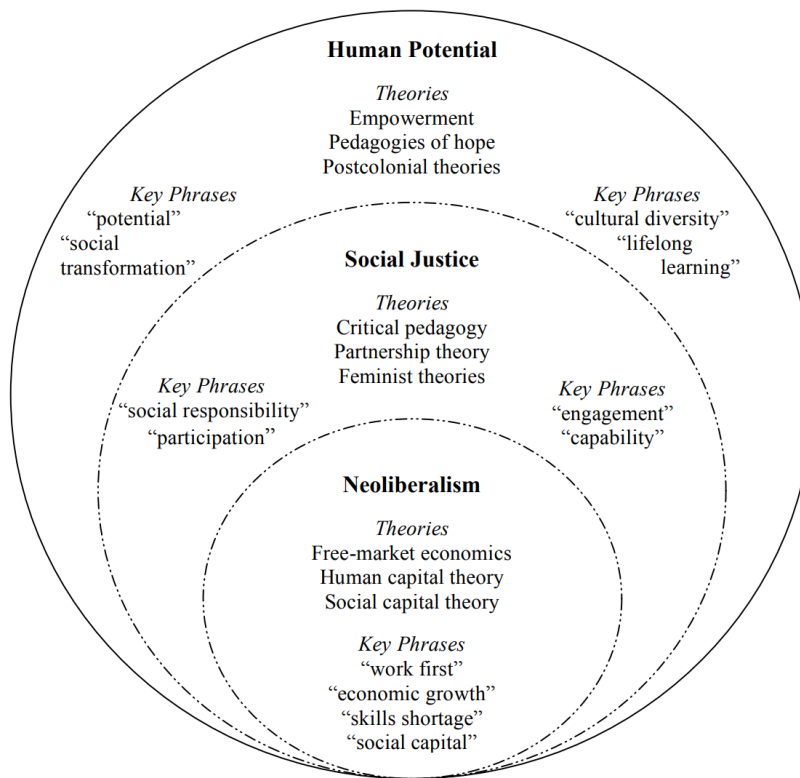 Human Potential
Theories
Empowerment
Pedagogies of hope
Postcolonial theories
Key Phrases
“potential”
“social
transformation”
Key Phrases
“cultural diversity”
“lifelong
learning”
Social Justice
Theories
Critical pedagogy
Partnership theory
Feminist theories
Key Phrases
“social responsibility”
“participation”
Key Phrases
“engagement”
“capability”
Neoliberalism
Theories
Free-market economics
Human capital theory
Social capital theory
Key Phrases
“work first”
“economic growth”
“skills shortage”
“social capital”